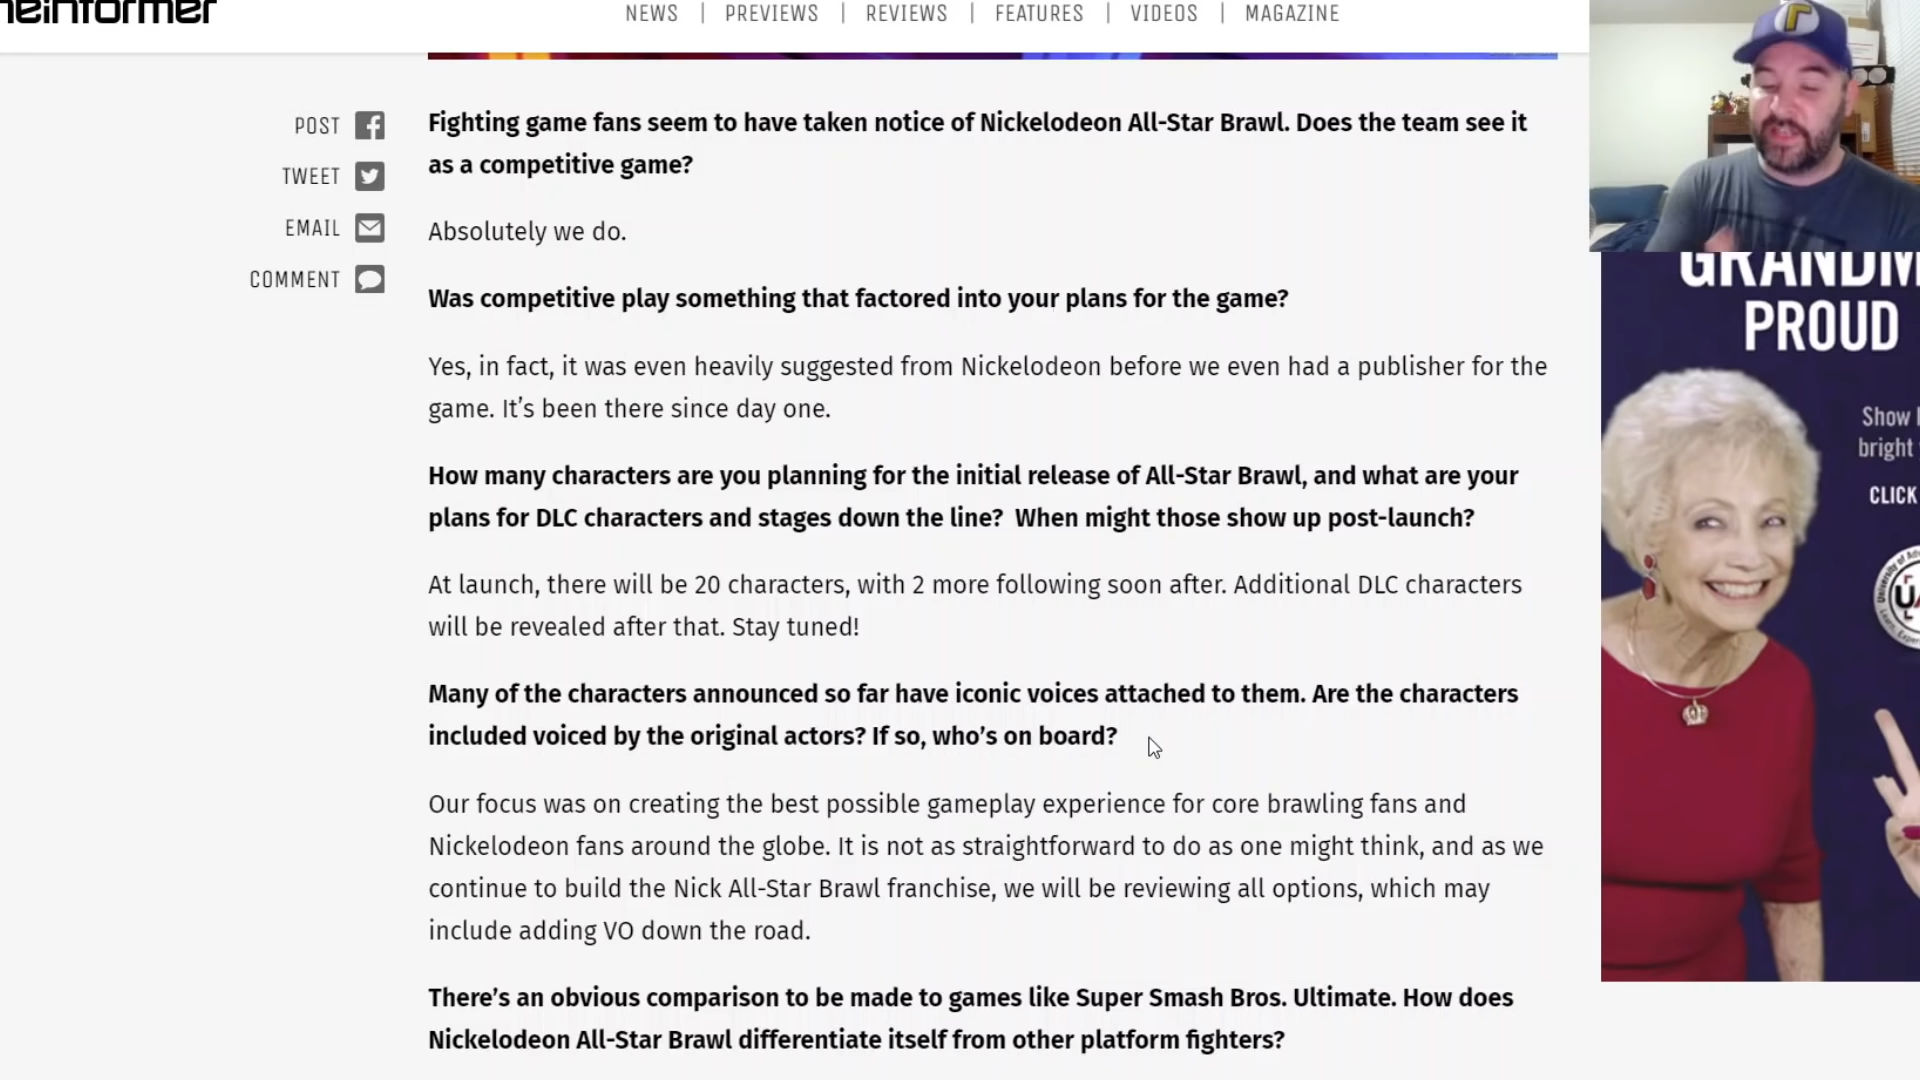 neinformer
NEWS | PREVIEWS | REVIEWS | FEATURES | VIDEOS | MAGAZINE
POST
TWEET
EMAIL
COMMENT
Fighting game fans seem to have taken notice of Nickelodeon All-Star Brawl. Does the team see it
as a competitive game?
Absolutely we do.
Was competitive play something that factored into your plans for the game?
Yes, in fact, it was even heavily suggested from Nickelodeon before we even had a publisher for the
game. It’s been there since day one.
How many characters are you planning for the initial release of All-Star Brawl, and what are your
plans for DLC characters and stages down the line? When might those show up post-launch?
At launch, there will be 20 characters, with 2 more following soon after. Additional DLC characters
will be revealed after that. Stay tuned!
Many of the characters announced so far have iconic voices attached to them. Are the characters
included voiced by the original actors? If so, who’s on board?
Our focus was on creating the best possible gameplay experience for core brawling fans and
Nickelodeon fans around the globe. It is not as straightforward to do as one might think, and as we
continue to build the Nick All-Star Brawl franchise, we will be reviewing all options, which may
include adding VO down the road.
There’s an obvious comparison to be made to games like Super Smash Bros. Ultimate. How does
Nickelodeon All-Star Brawl differentiate itself from other platform fighters?
GRANDM
PROUD
Show
bright
CLICK